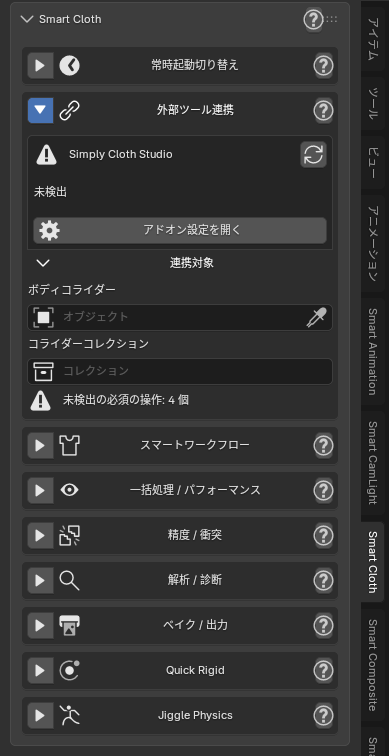 Smart Cloth
常時起動切り替え
外部ツール連携
Simply Cloth Studio
未検出
アドオン設定を開く
連携対象
ボディコライダー
オブジェクト
コライダーコレクション
コレクション
未検出の必須の操作: 4 個
スマートワークフロー
一括処理 / パフォーマンス
精度 / 衝突
解析 / 診断
ベイク / 出力
Quick Rigid
Jiggle Physics
アイテム
ツール
ビュー
アニメーション
Smart Animation
Smart CamLight
Smart Cloth
Smart Composite